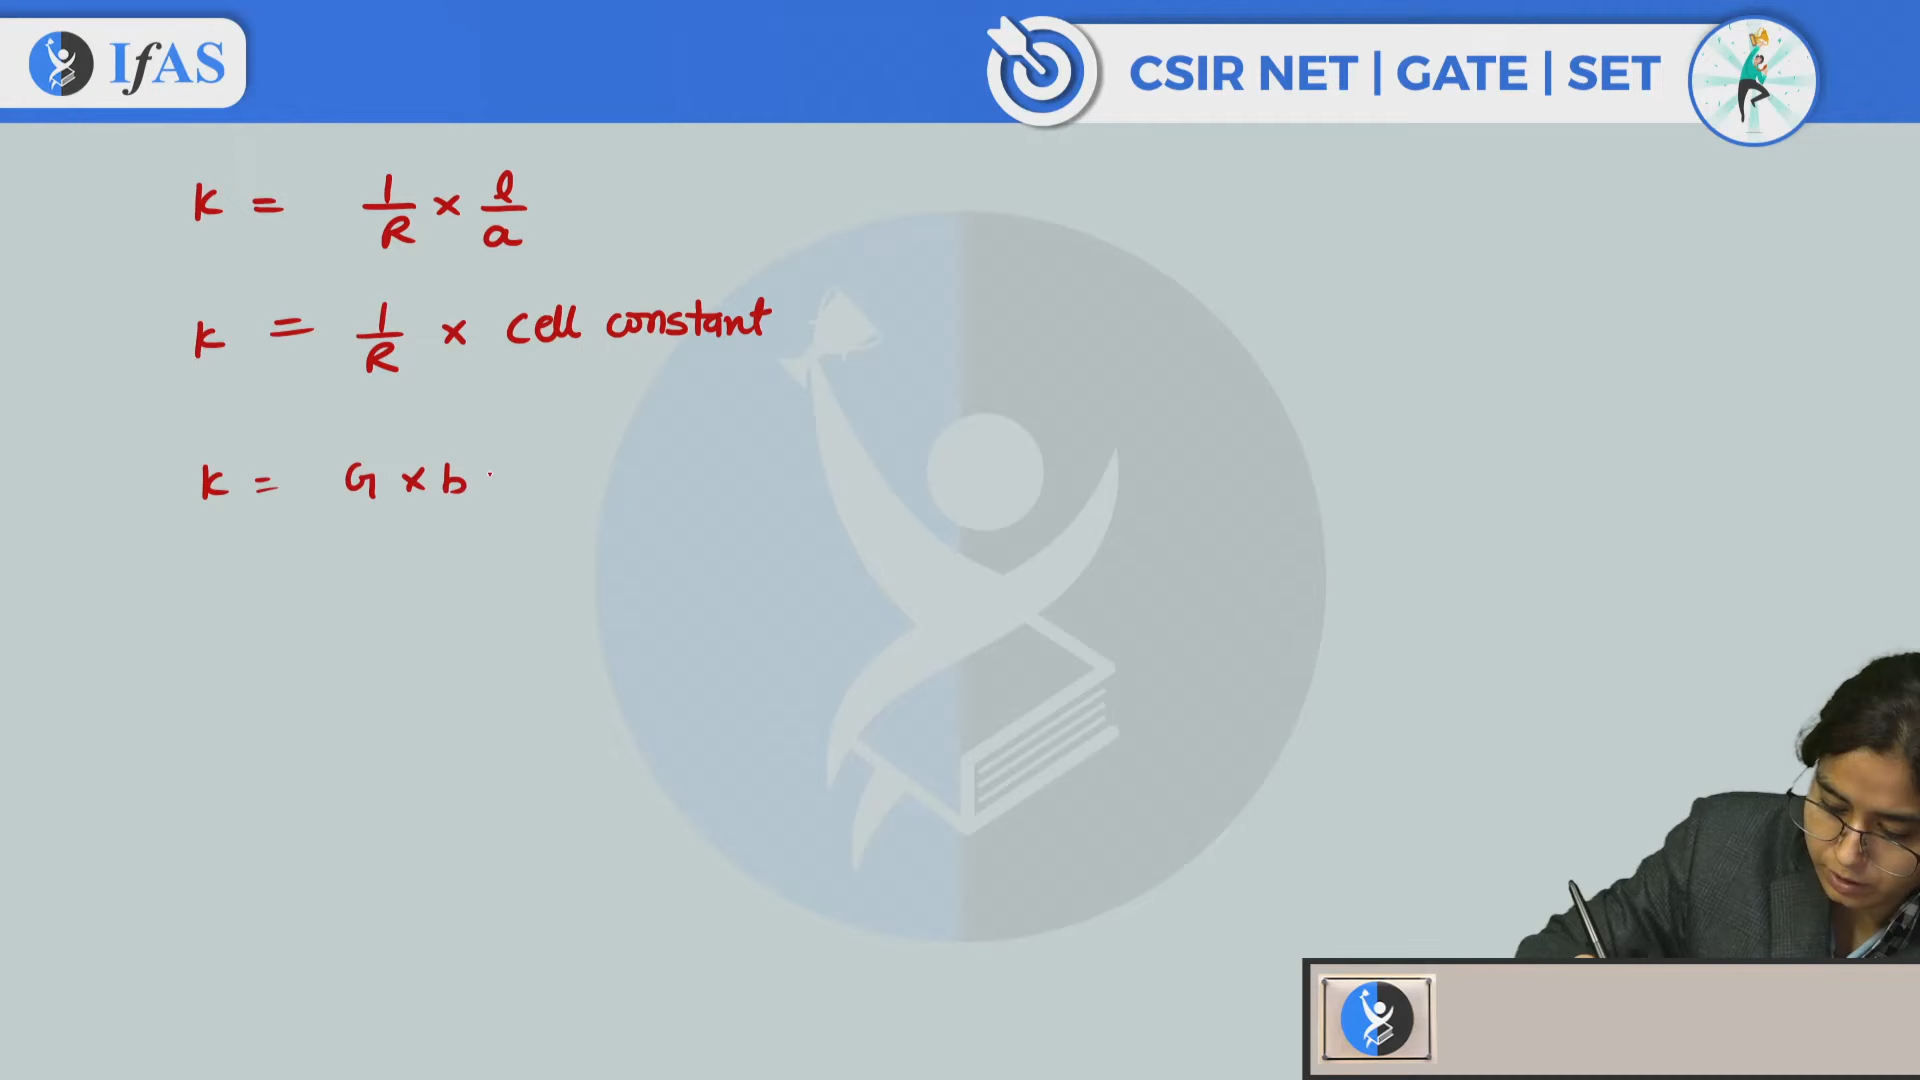 IfAS
CSIR NET | GATE | SET
K = 1/R × l/a
K = 1/R × Cell constant
K = G × b